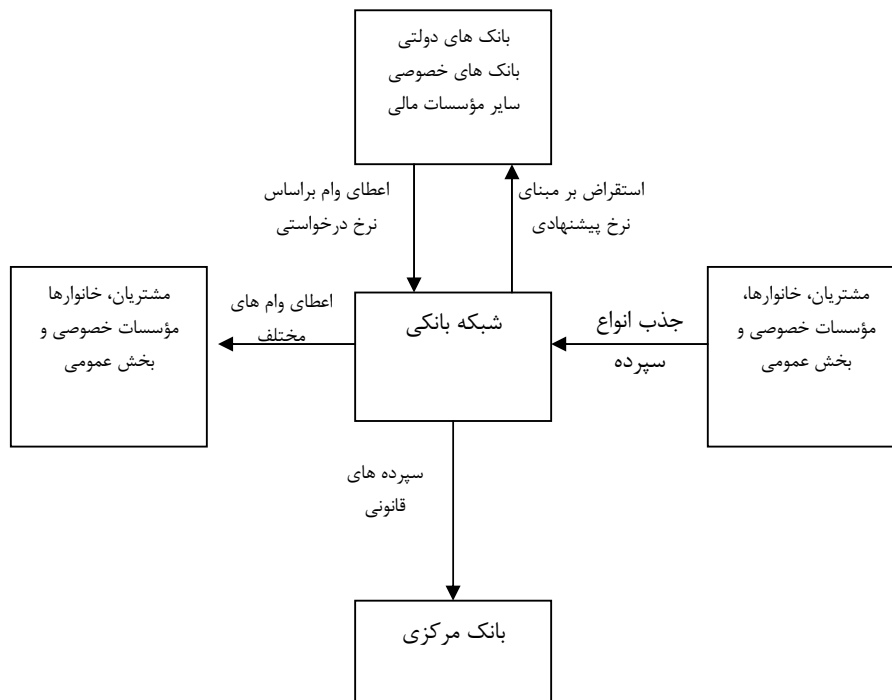 بانک های دولتی
بانک های خصوصی
سایر مؤسسات مالی
استقراض بر مبنای
نرخ پیشنهادی
اعطای وام براساس
نرخ درخواستی
مشتریان، خانوارها،
مؤسسات خصوصی و
بخش عمومی
جذب انواع
سپرده
شبکه بانکی
اعطای وام های
مختلف
مشتریان، خانوارها
مؤسسات خصوصی و
بخش عمومی
سپرده های
قانونی
بانک مرکزی